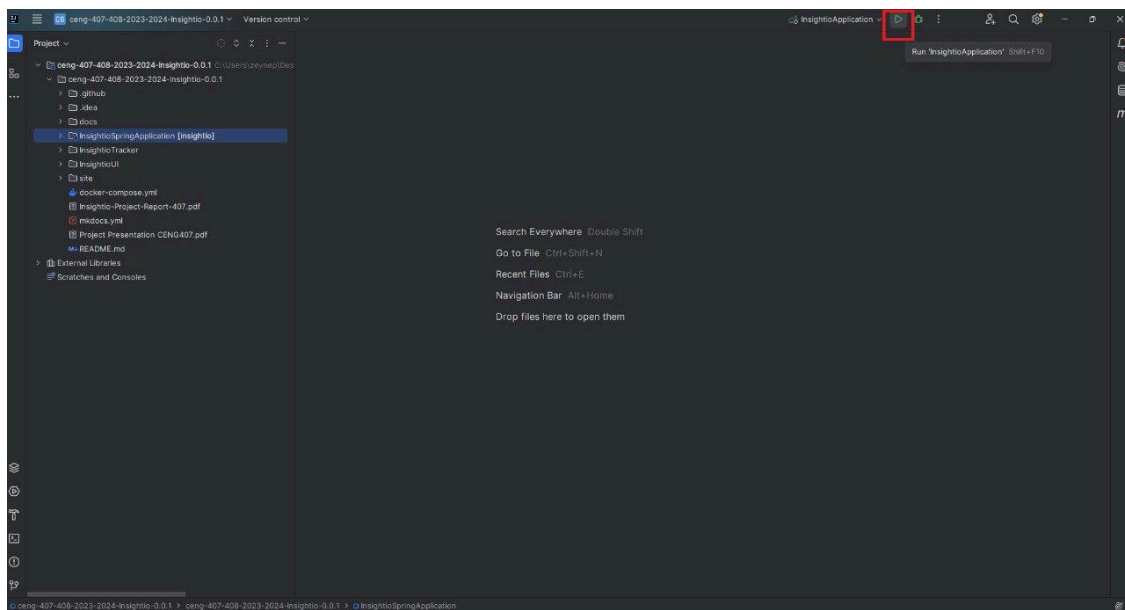 CO ceng-407-408-2023-2024-Insightio-0.0.1 Version control
InsightioApplication
Project
Run 'InsightioApplication' Shift+F10
ceng-407-408-2023-2024-Insightio-0.0.1 C:\Users\zeynep\Des
ceng-407-408-2023-2024-Insightio-0.0.1
.github
.idea
docs
InsightioSpringApplication [insightio]
InsightioTracker
InsightioUI
site
docker-compose.yml
Insightio-Project-Report-407.pdf
mkdocs.yml
Project Presentation CENG407.pdf
M↓ README.md
External Libraries
Scratches and Consoles
Search Everywhere Double Shift
Go to File Ctrl+Shift+N
Recent Files Ctrl+E
Navigation Bar Alt+Home
Drop files here to open them
ceng-407-408-2023-2024-Insightio-0.0.1 > ceng-407-408-2023-2024-Insightio-0.0.1 > InsightioSpringApplication